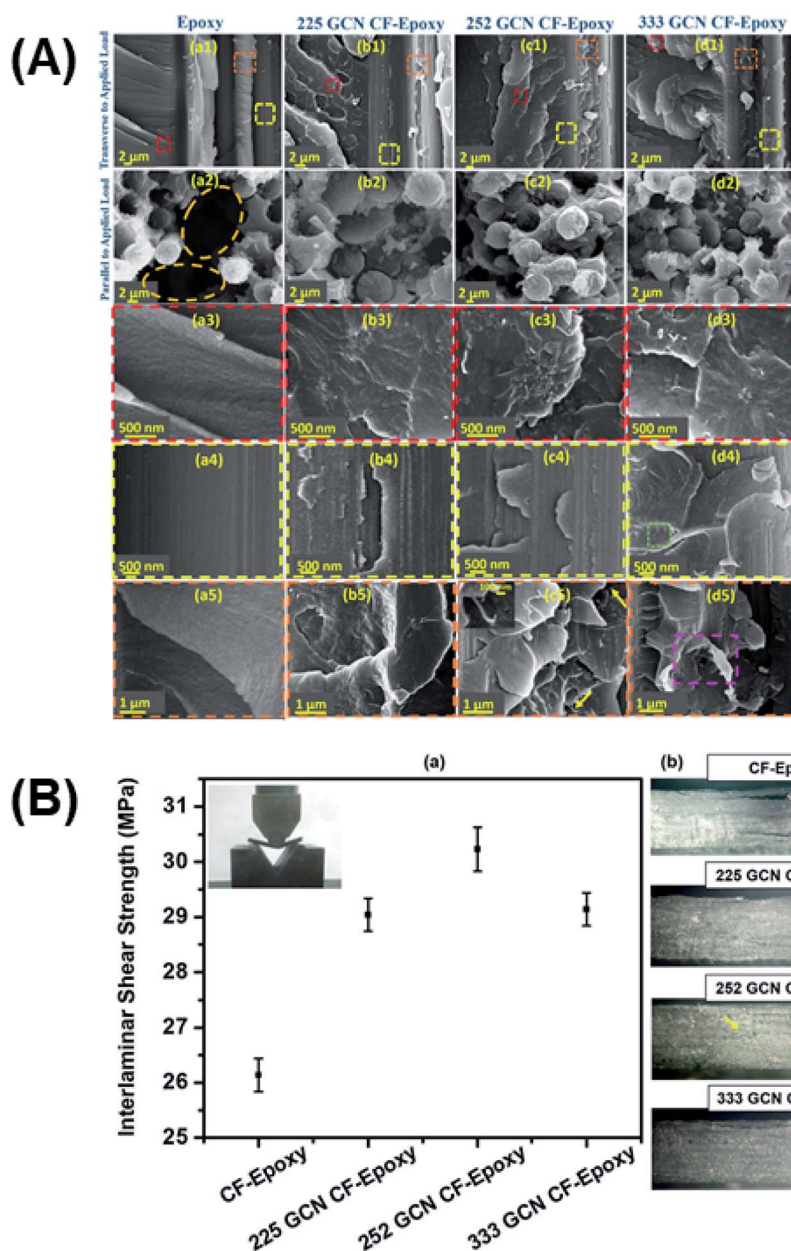 (A)
Epoxy 225 GCN CF-Epoxy 252 GCN CF-Epoxy 333 GCN CF-Epoxy
Transverse to Applied Load
(a1) (b1) (c1) (d1)
2 μm 2 μm 2 μm 2 μm
Parallel to Applied Load
(a2) (b2) (c2) (d2)
2 μm 2 μm 2 μm 2 μm
(a3) (b3) (c3) (d3)
500 nm 500 nm 500 nm 500 nm
(a4) (b4) (c4) (d4)
500 nm 500 nm 500 nm 500 nm
(a5) (b5) (c5) (d5)
1 μm 1 μm 1 μm 1 μm
(B)
(a) (b)
Interlaminar Shear Strength (MPa)
31
30
29
28
27
26
25
CF-Epoxy
225 GCN CF-Epoxy
252 GCN CF-Epoxy
333 GCN CF-Epoxy
CF-Ep
225 GCN C
252 GCN C
333 GCN C